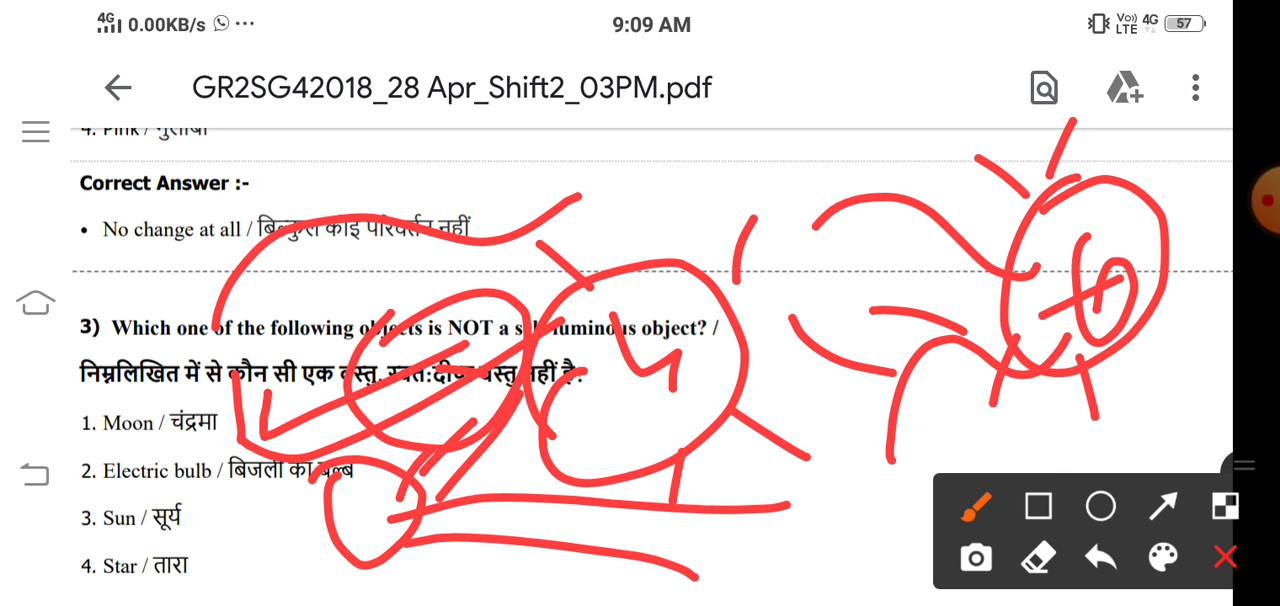 4G 0.00KB/s ... 9:09 AM Vo)) LTE 4G 57
GR2SG42018_28 Apr_Shift2_03PM.pdf
4. Pink / गुलाबी
Correct Answer :-
• No change at all / बिल्कुल कोई परिवर्तन नहीं
3) Which one of the following objects is NOT a self luminous object? /
निम्नलिखित में से कौन सी एक वस्तु, स्वत:दीप्त वस्तु नहीं है:
1. Moon / चंद्रमा
2. Electric bulb / बिजली का बल्ब
3. Sun / सूर्य
4. Star / तारा